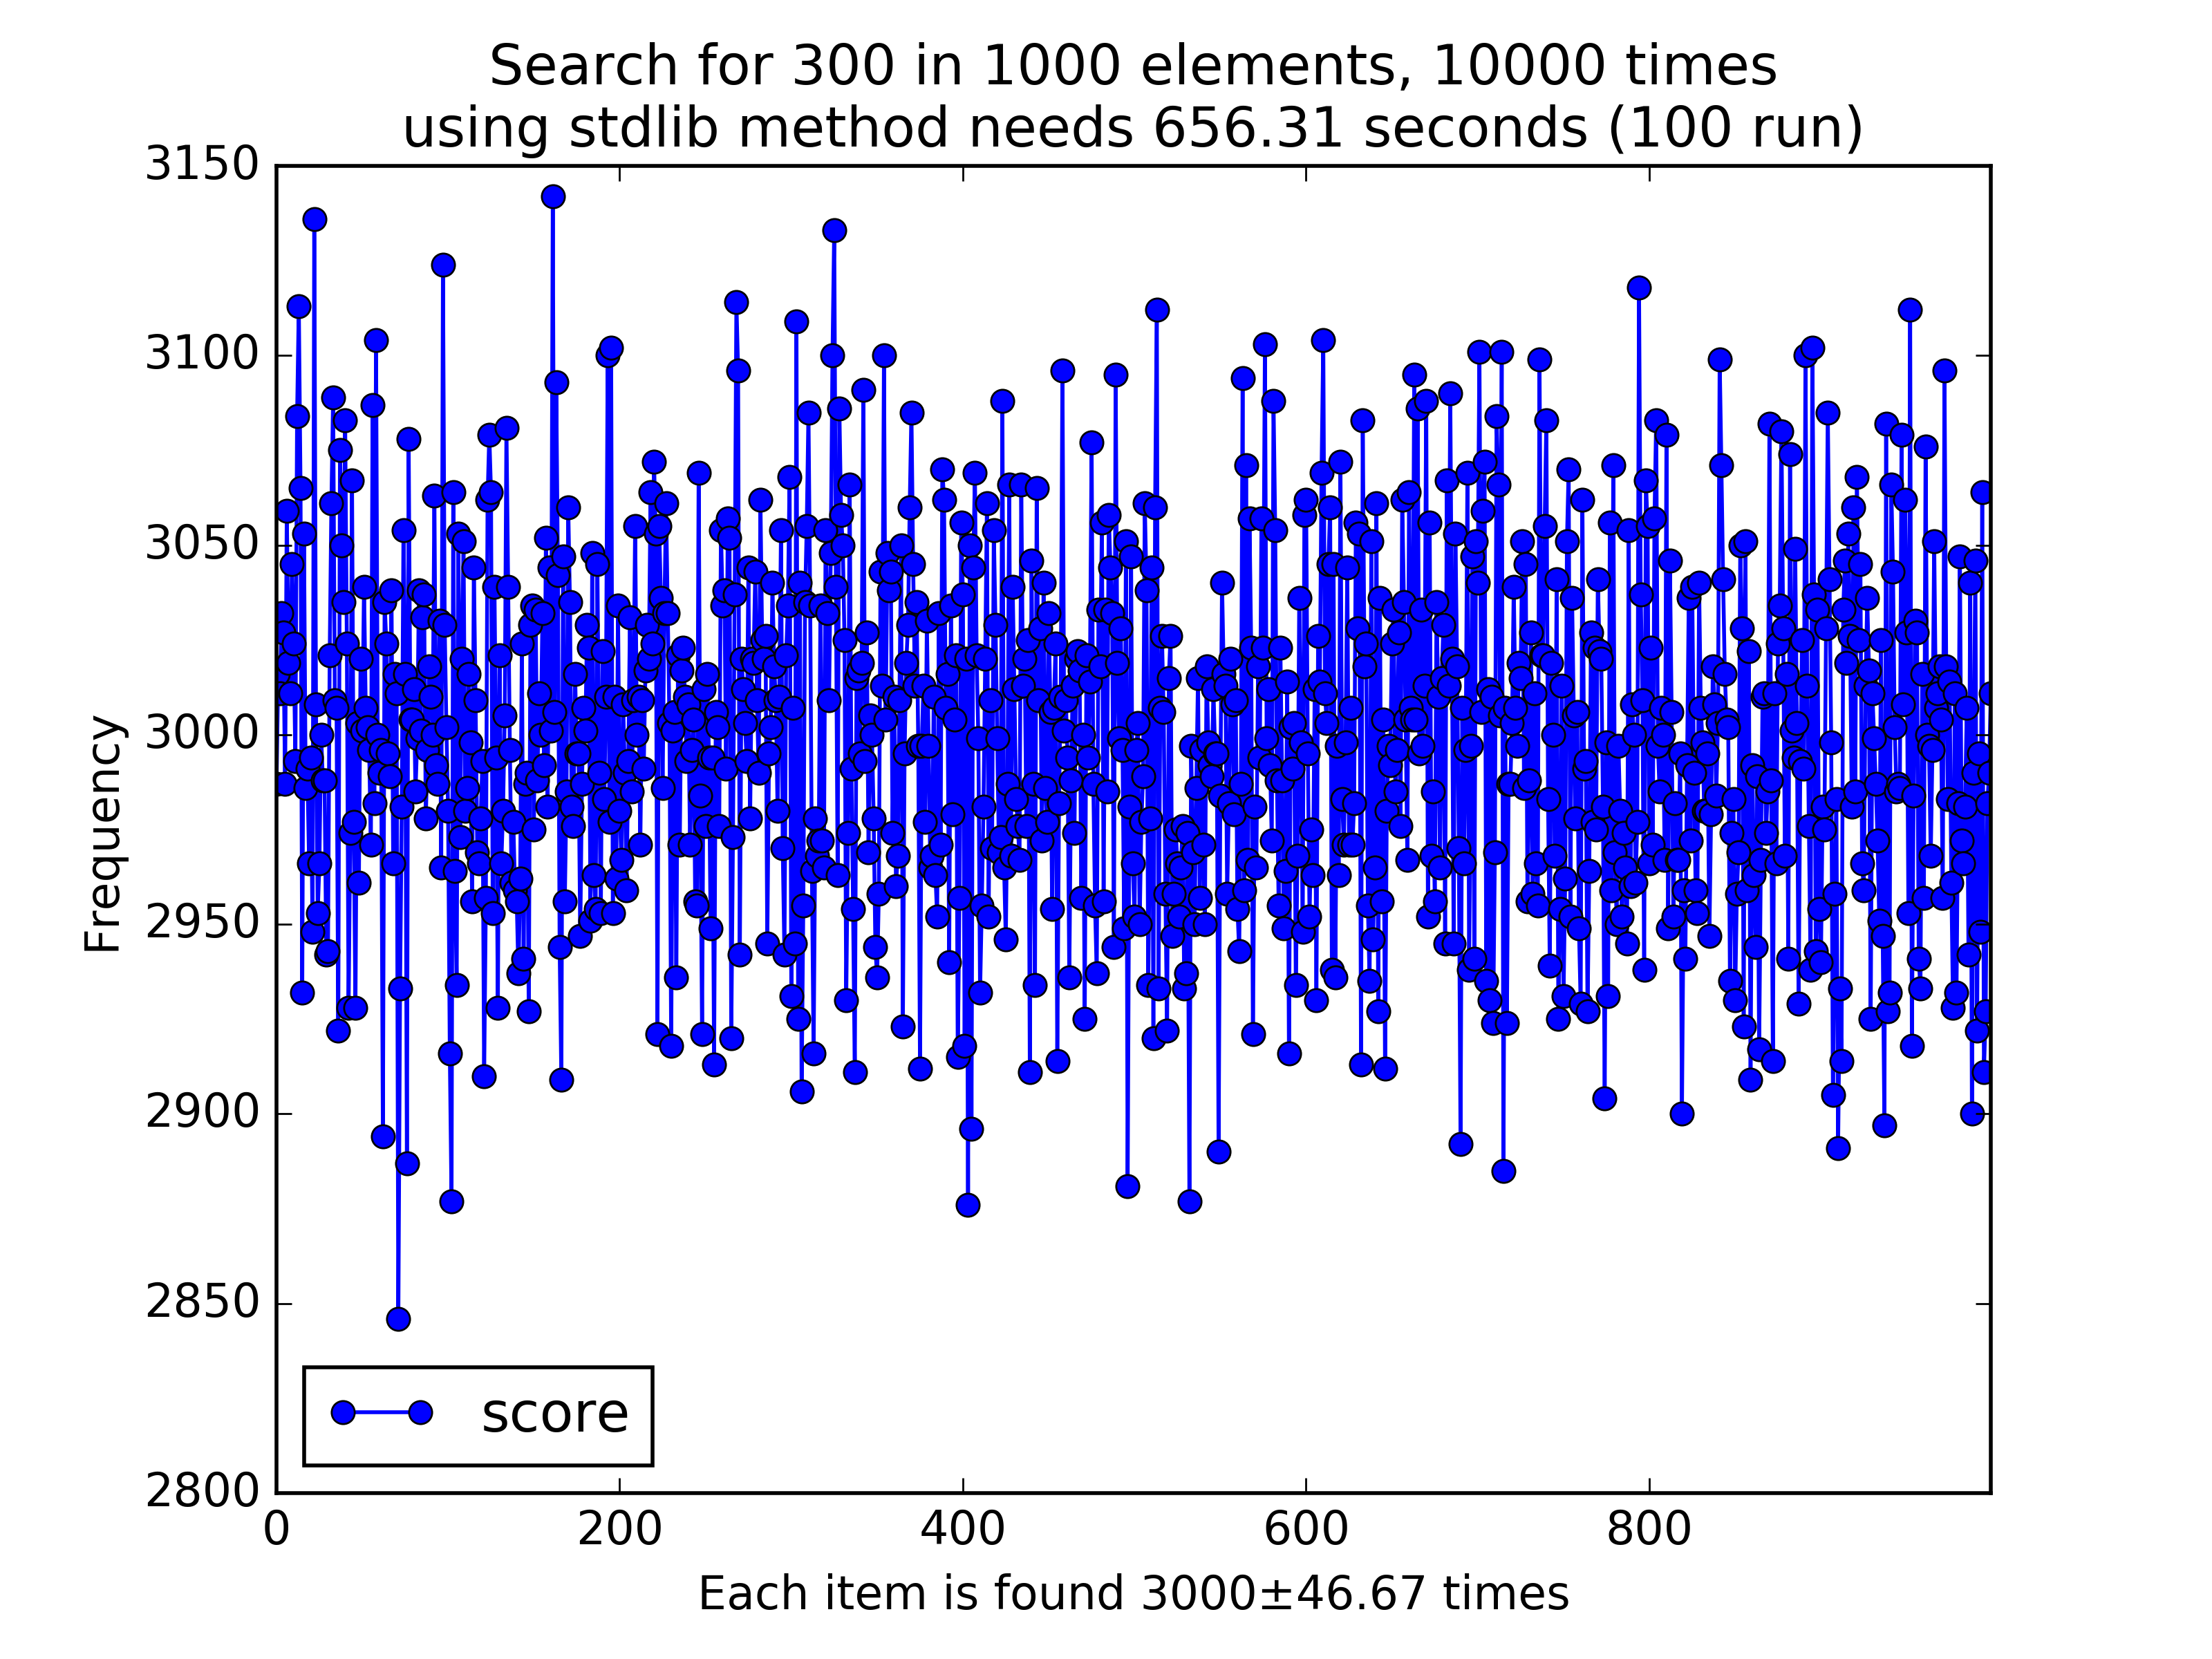 Search for 300 in 1000 elements, 10000 times
using stdlib method needs 656.31 seconds (100 run)
3150
3100
3050
3000
2950
2900
2850
2800
Frequency
score
0 200 400 600 800
Each item is found 3000±46.67 times